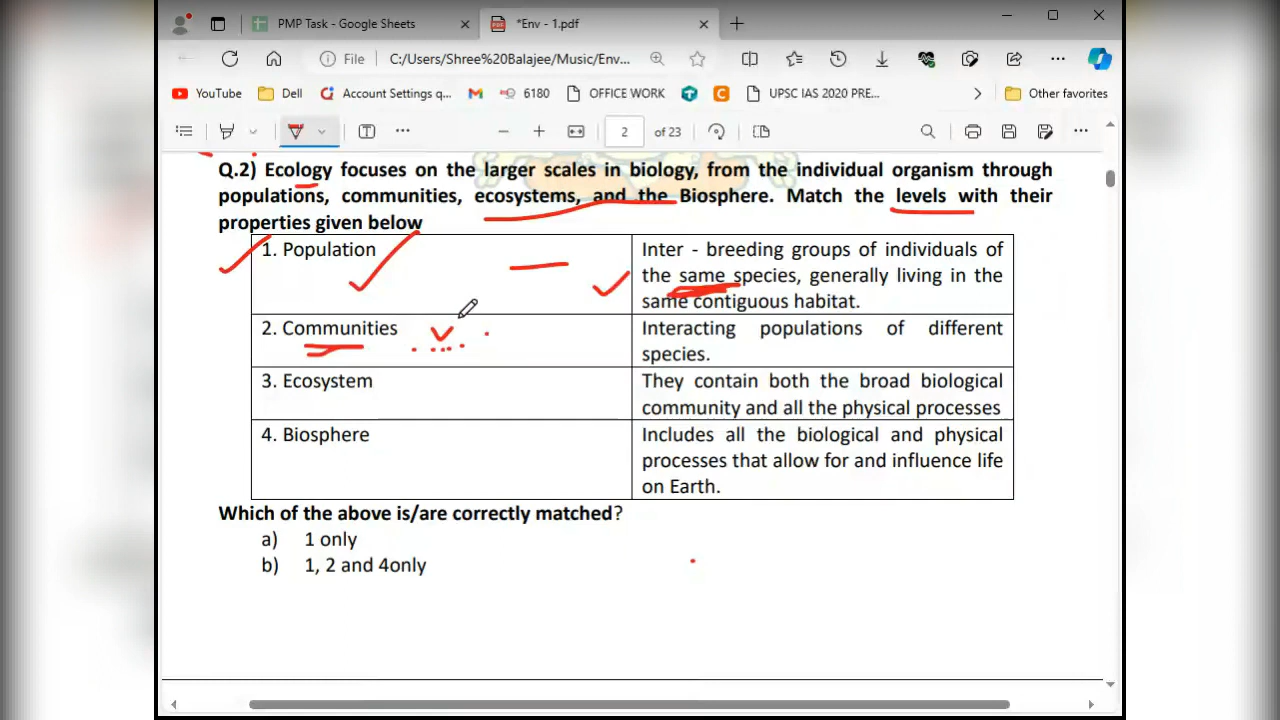 PMP Task - Google Sheets
*Env - 1.pdf
File
C:/Users/Shree%20Balajee/Music/Env...
YouTube
Dell
Account Settings q...
6180
OFFICE WORK
UPSC IAS 2020 PRE...
Other favorites
2 of 23
Q.2) Ecology focuses on the larger scales in biology, from the individual organism through
populations, communities, ecosystems, and the Biosphere. Match the levels with their
properties given below
1. Population
Inter - breeding groups of individuals of
the same species, generally living in the
same contiguous habitat.
2. Communities
Interacting populations of different
species.
3. Ecosystem
They contain both the broad biological
community and all the physical processes
4. Biosphere
Includes all the biological and physical
processes that allow for and influence life
on Earth.
Which of the above is/are correctly matched?
a) 1 only
b) 1, 2 and 4only